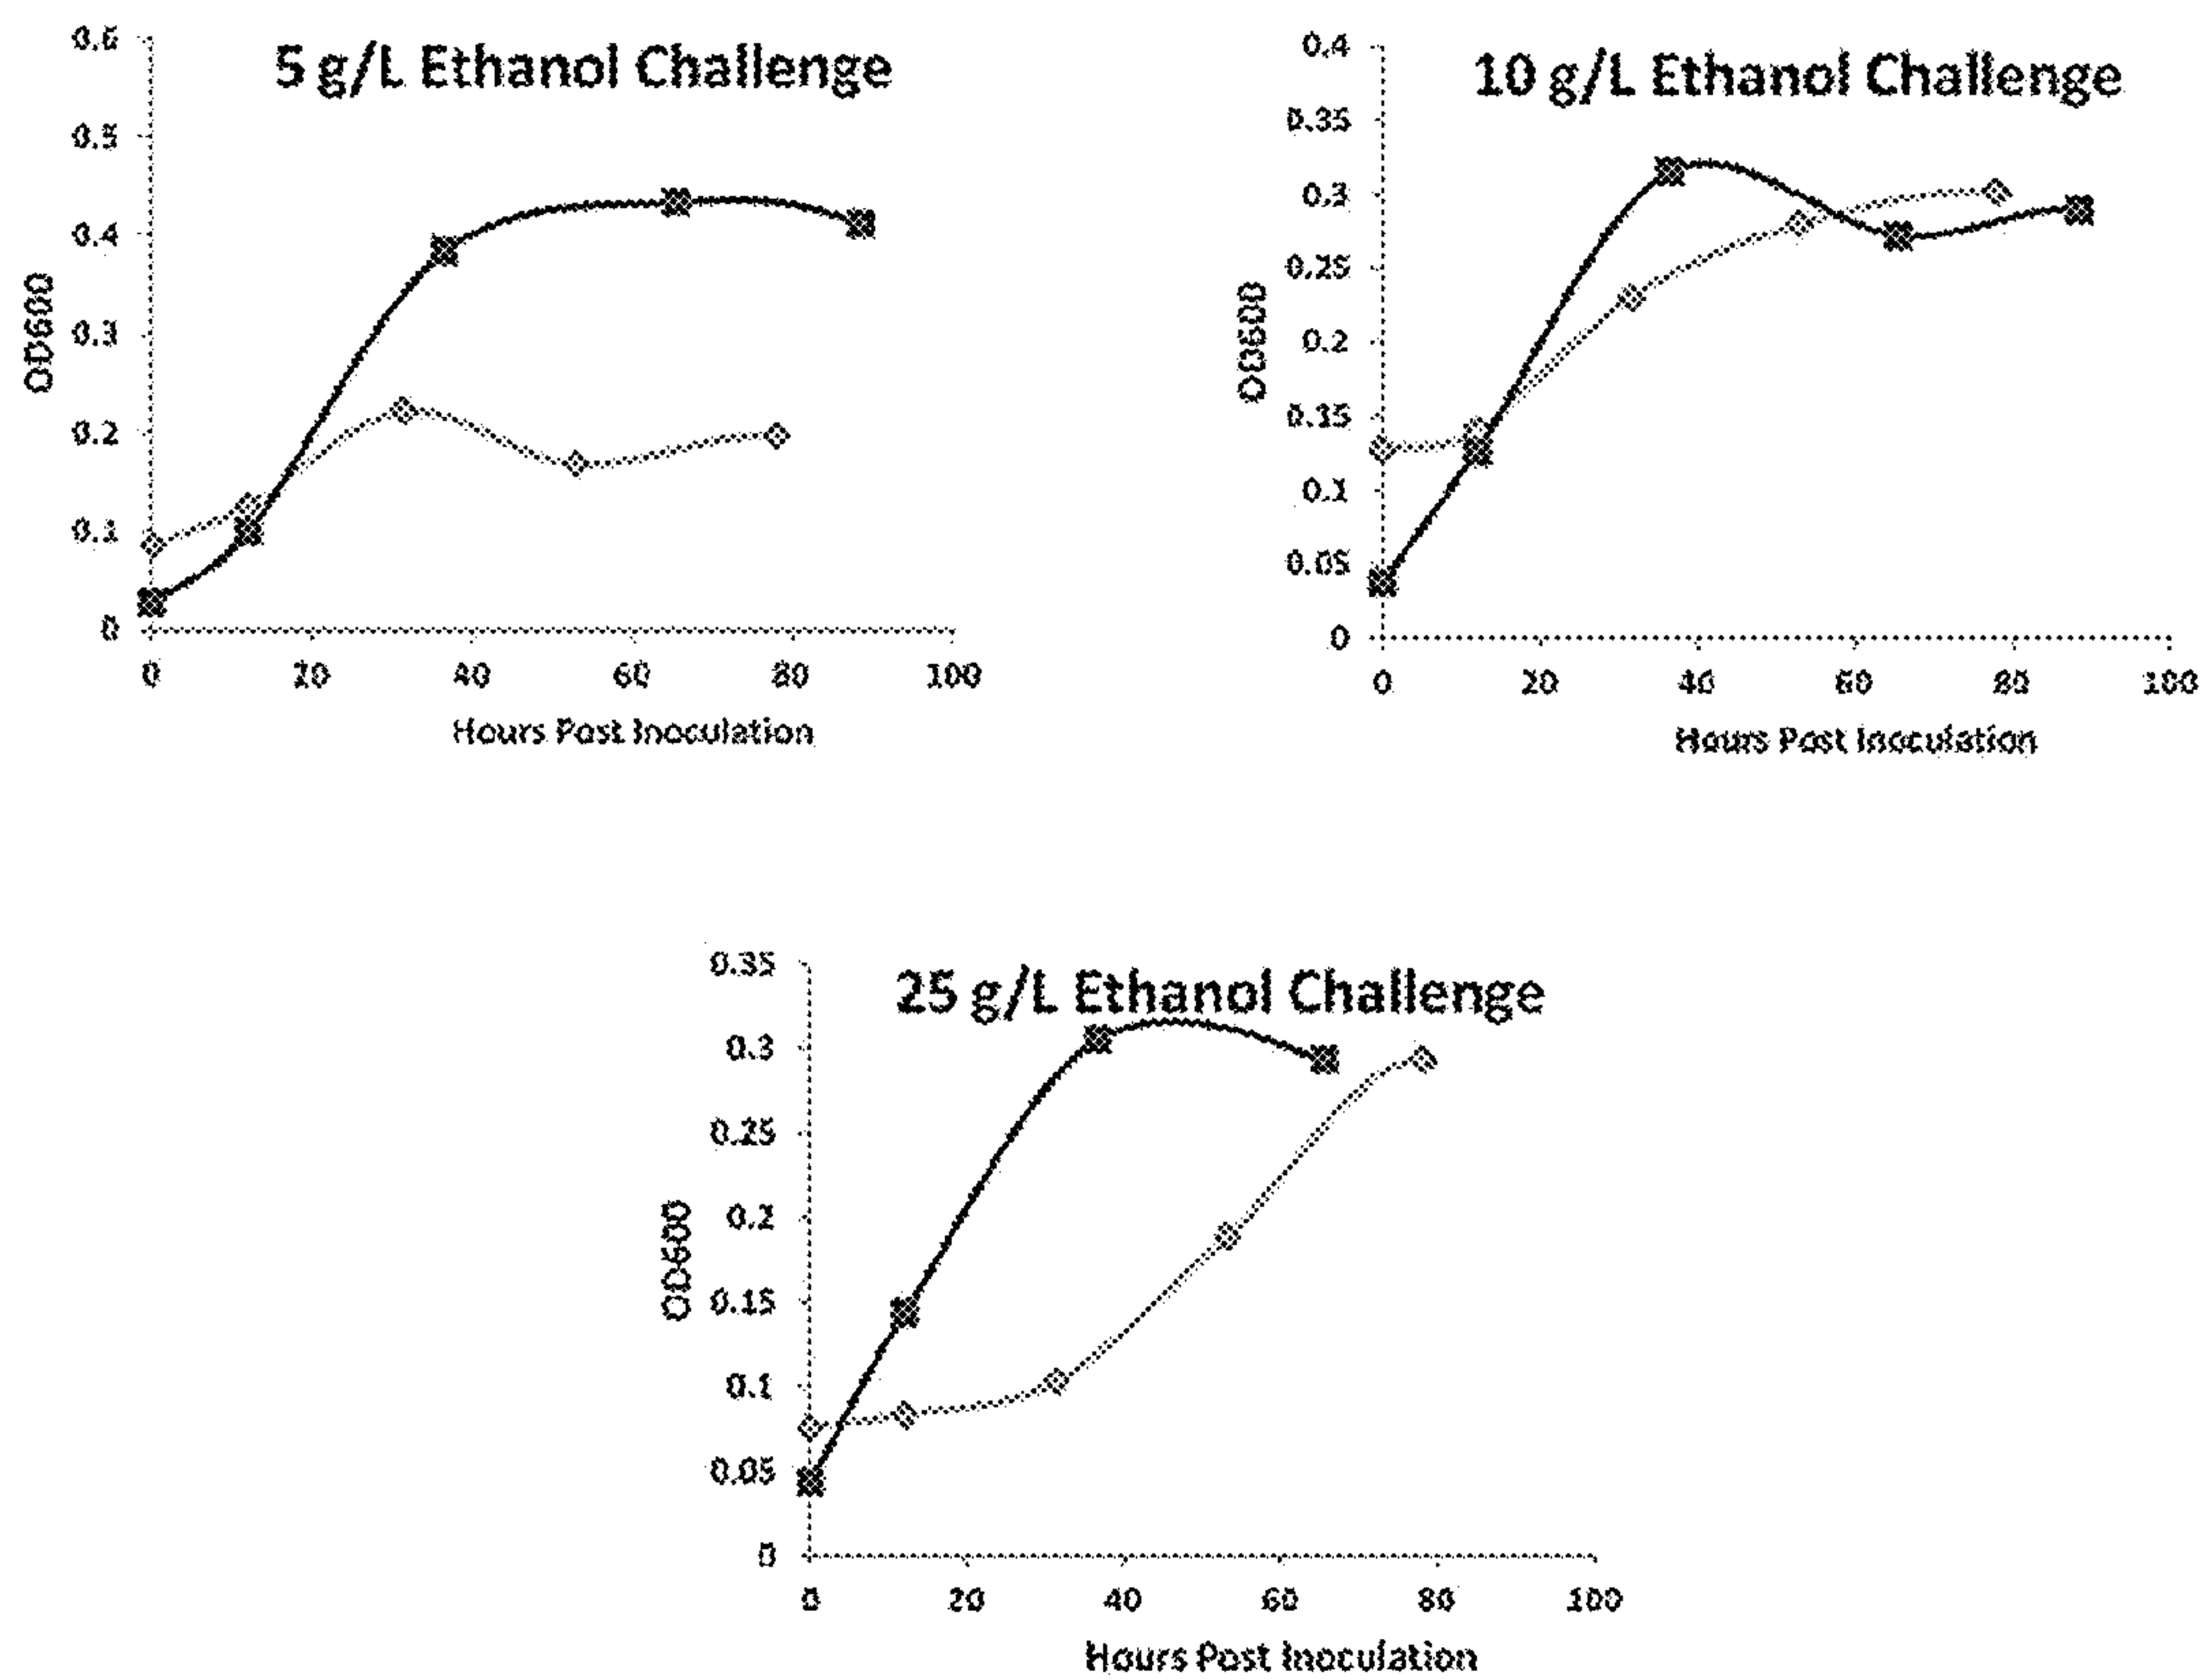 5 g/L Ethanol Challenge
0.6
0.5
0.4
0.3
0.2
0.1
0
OD600
0 20 40 60 80 100
Hours Post Inoculation
10 g/L Ethanol Challenge
0.4
0.35
0.3
0.25
0.2
0.15
0.1
0.05
0
OD600
0 20 40 60 80 100
Hours Post Inoculation
25 g/L Ethanol Challenge
0.35
0.3
0.25
0.2
0.15
0.1
0.05
0
OD600
0 20 40 60 80 100
Hours Post Inoculation